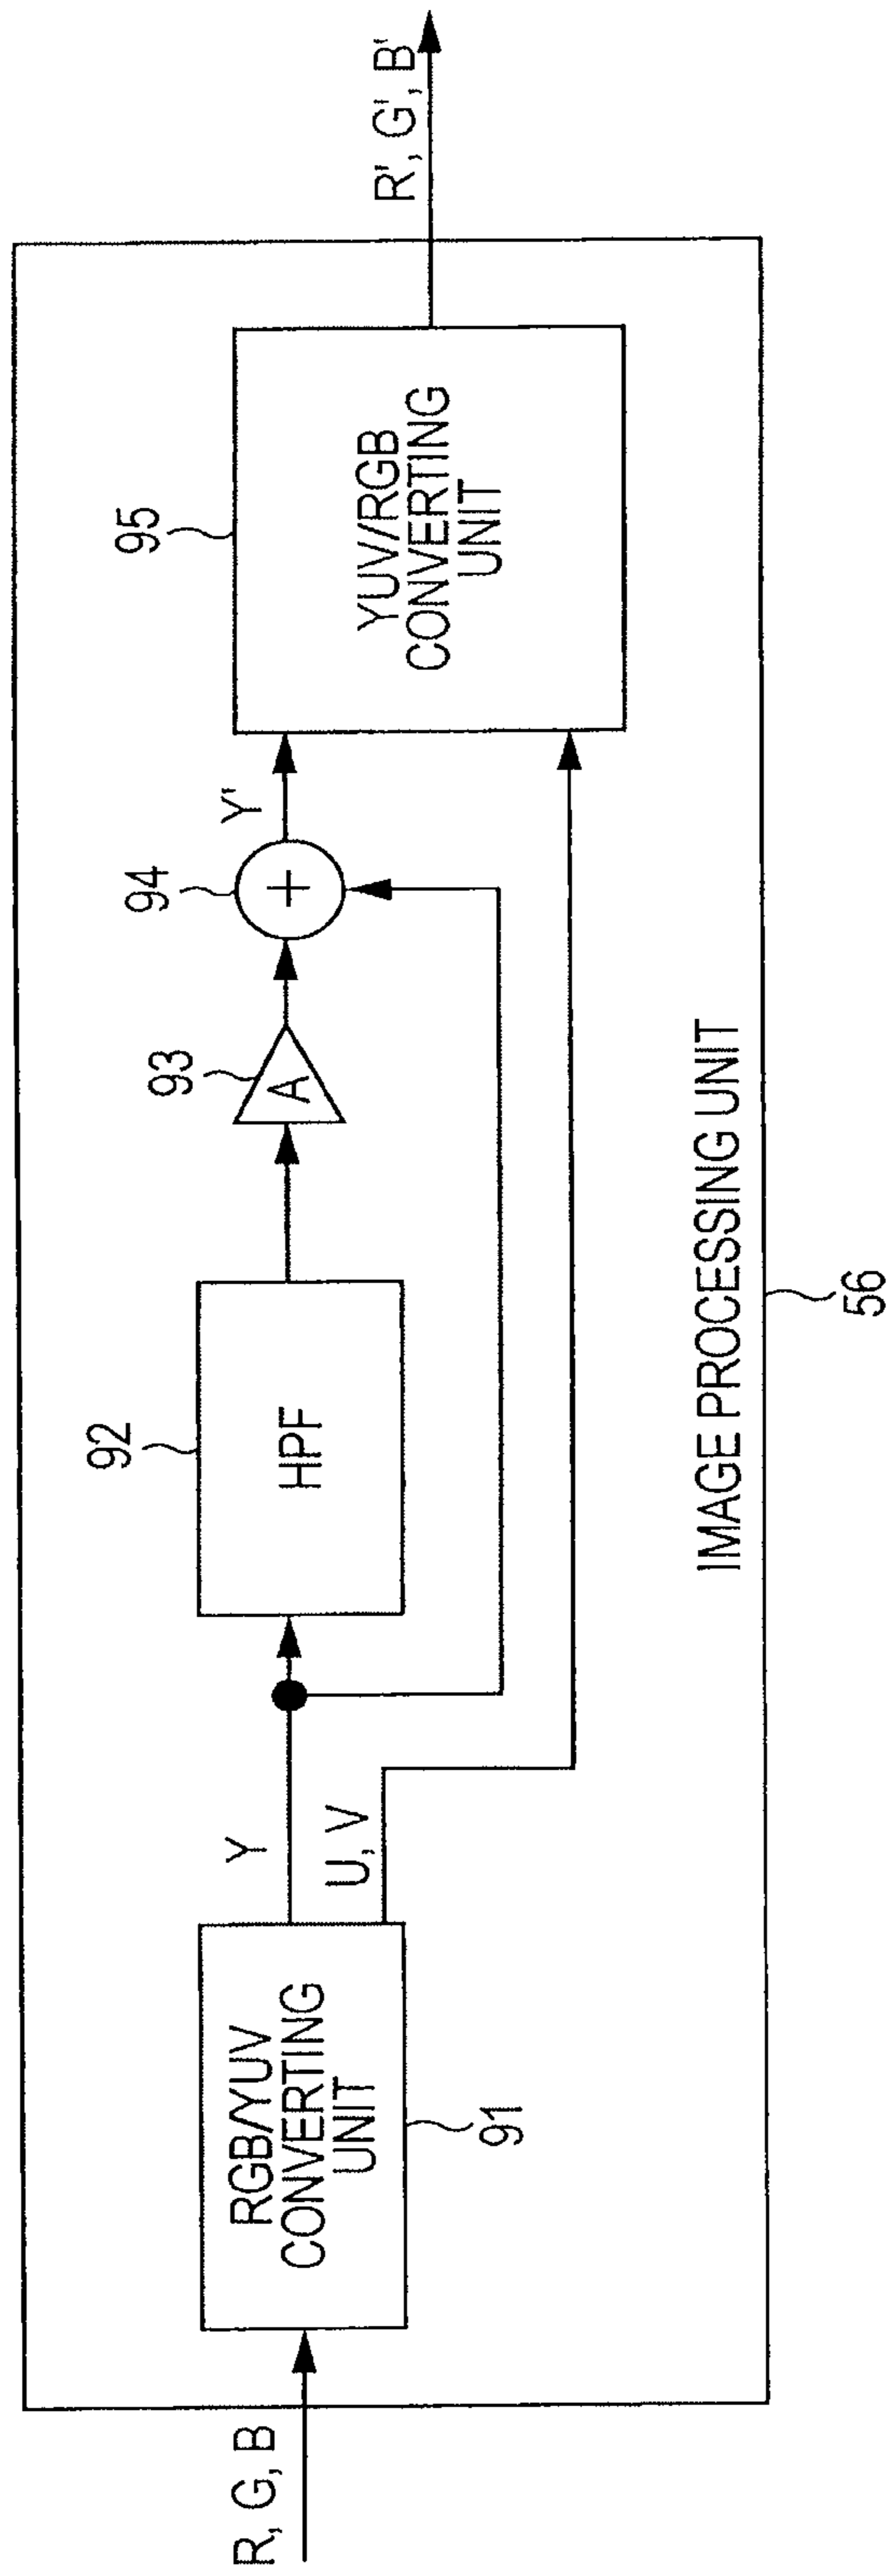 R, G, B
RGB/YUV
CONVERTING
UNIT
91
Y
U, V
92
HPF
93
A
94
+
Y'
95
YUV/RGB
CONVERTING
UNIT
R', G', B'
IMAGE PROCESSING UNIT
56